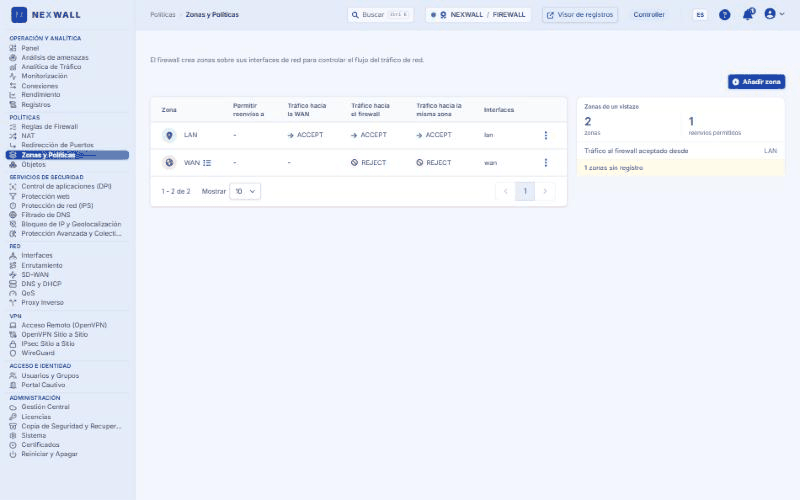 NEXWALL
Políticas › Zonas y Políticas
Buscar Ctrl K
NEXWALL / FIREWALL
Visor de registros
Controller
ES
OPERACIÓN Y ANALÍTICA
Panel
Análisis de amenazas
Analítica de Tráfico
Monitorización
Conexiones
Rendimiento
Registros
POLÍTICAS
Reglas de Firewall
NAT
Redirección de Puertos
Zonas y Políticas
Objetos
SERVICIOS DE SEGURIDAD
Control de aplicaciones (DPI)
Protección web
Protección de red (IPS)
Filtrado de DNS
Bloqueo de IP y Geolocalización
Protección Avanzada y Colecti...
RED
Interfaces
Enrutamiento
SD-WAN
DNS y DHCP
QoS
Proxy Inverso
VPN
Acceso Remoto (OpenVPN)
OpenVPN Sitio a Sitio
IPsec Sitio a Sitio
WireGuard
ACCESO E IDENTIDAD
Usuarios y Grupos
Portal Cautivo
ADMINISTRACIÓN
Gestión Central
Licencias
Copia de Seguridad y Recuper...
Sistema
Certificados
Reiniciar y Apagar
El firewall crea zonas sobre sus interfaces de red para controlar el flujo del tráfico de red.
Añadir zona
Zona Permitir reenvíos a Tráfico hacia la WAN Tráfico hacia el firewall Tráfico hacia la misma zona Interfaces
LAN - ACCEPT ACCEPT ACCEPT lan
WAN - - REJECT REJECT wan
1 - 2 de 2 Mostrar 10 1
Zonas de un vistazo
2 1
zonas reenvíos permitidos
Tráfico al firewall aceptado desde LAN
1 zonas sin registro